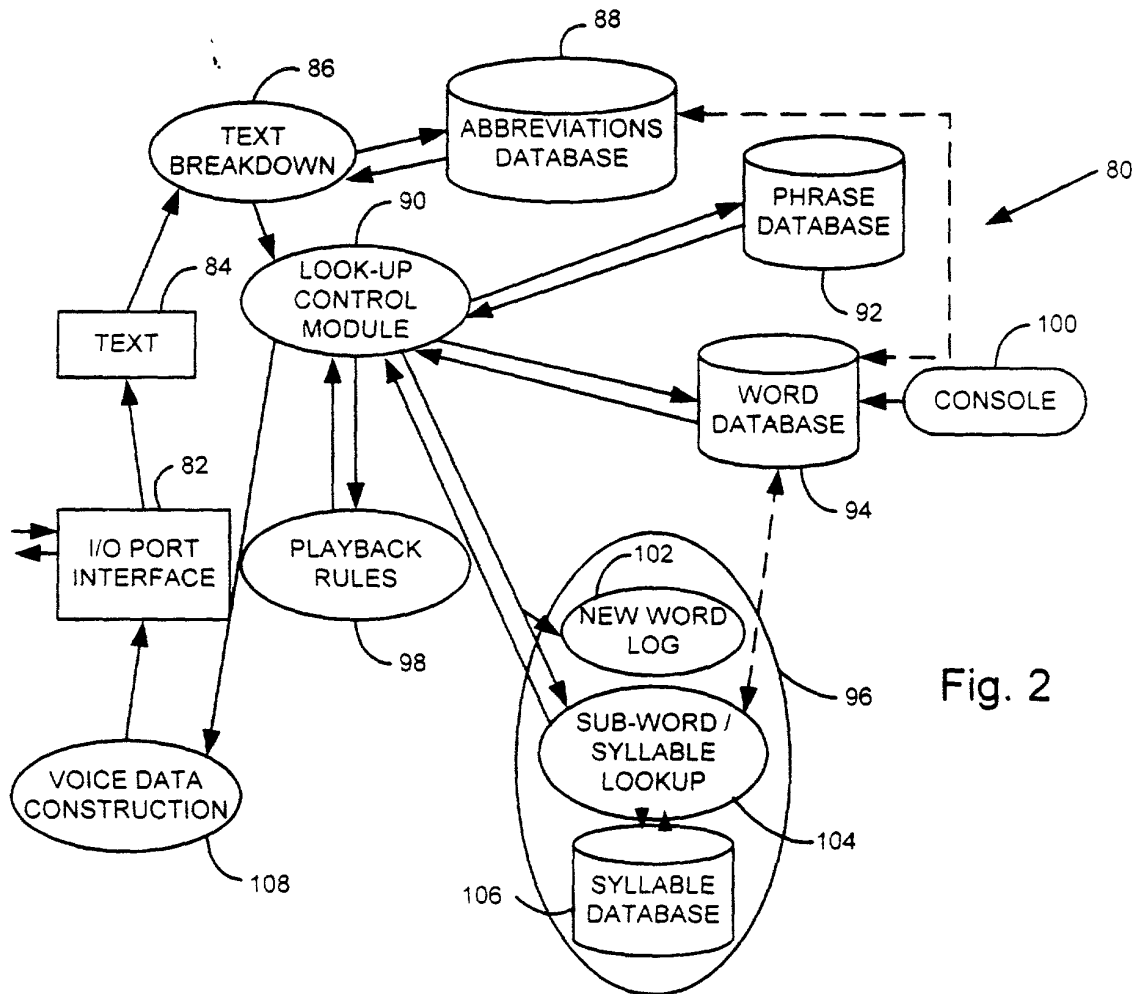 88
86
TEXT
BREAKDOWN
ABBREVIATIONS
DATABASE
80
PHRASE
DATABASE
90
84
LOOK-UP
CONTROL
MODULE
92
100
TEXT
WORD
DATABASE
CONSOLE
82
94
I/O PORT
INTERFACE
PLAYBACK
RULES
102
NEW WORD
LOG
98
96
Fig. 2
SUB-WORD /
SYLLABLE
LOOKUP
VOICE DATA
CONSTRUCTION
104
108
106
SYLLABLE
DATABASE